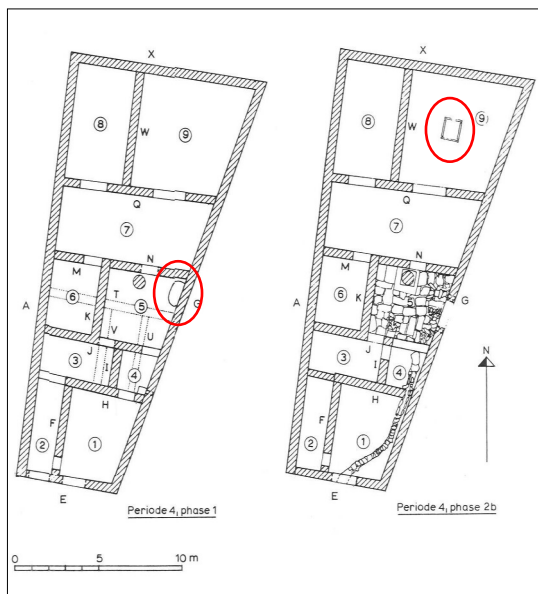 X
8
W
9
Q
7
M
N
6
T
5
G
A
K
V
U
J
3
I
4
H
F
2
1
E
Periode 4, phase 1
X
8
W
9
Q
7
N
M
6
K
5
G
A
J
3
I
4
N
H
F
2
1
E
Periode 4, phase 2b
0 5 10 m